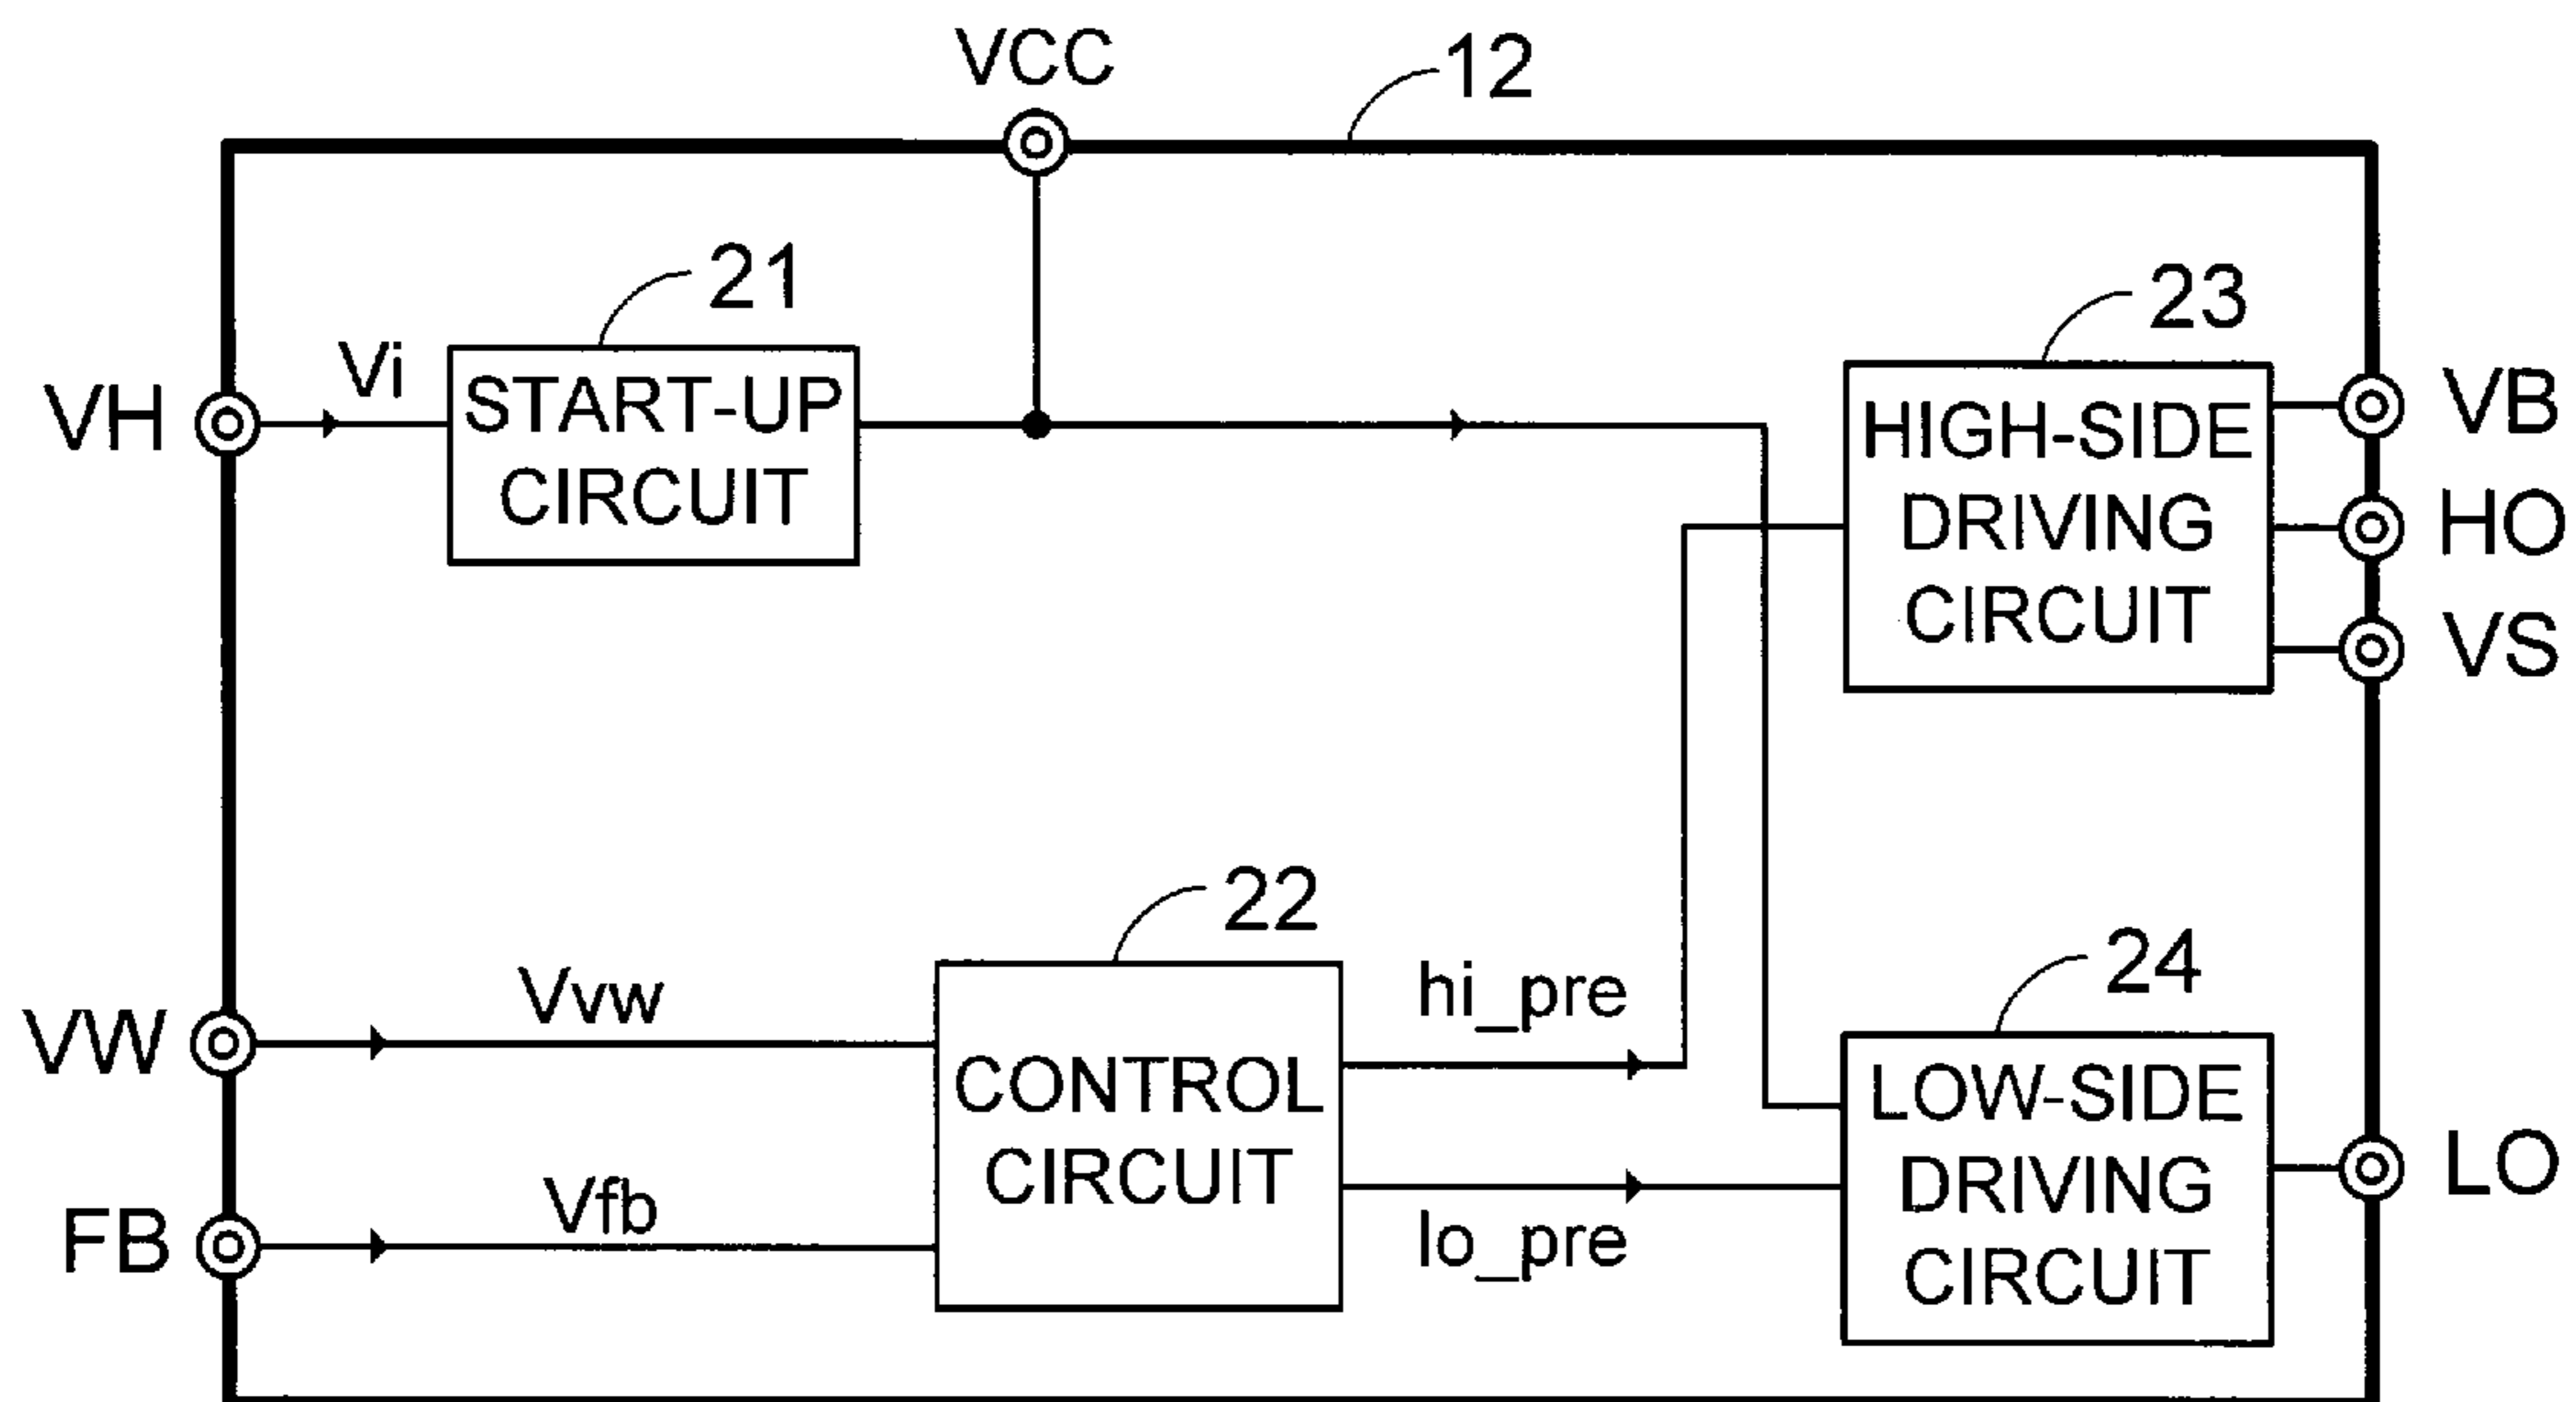 VCC
12
21
23
VH
Vi
START-UP
CIRCUIT
HIGH-SIDE
DRIVING
CIRCUIT
VB
HO
VS
22
24
VW
Vvw
hi_pre
CONTROL
CIRCUIT
LOW-SIDE
DRIVING
CIRCUIT
LO
FB
Vfb
lo_pre